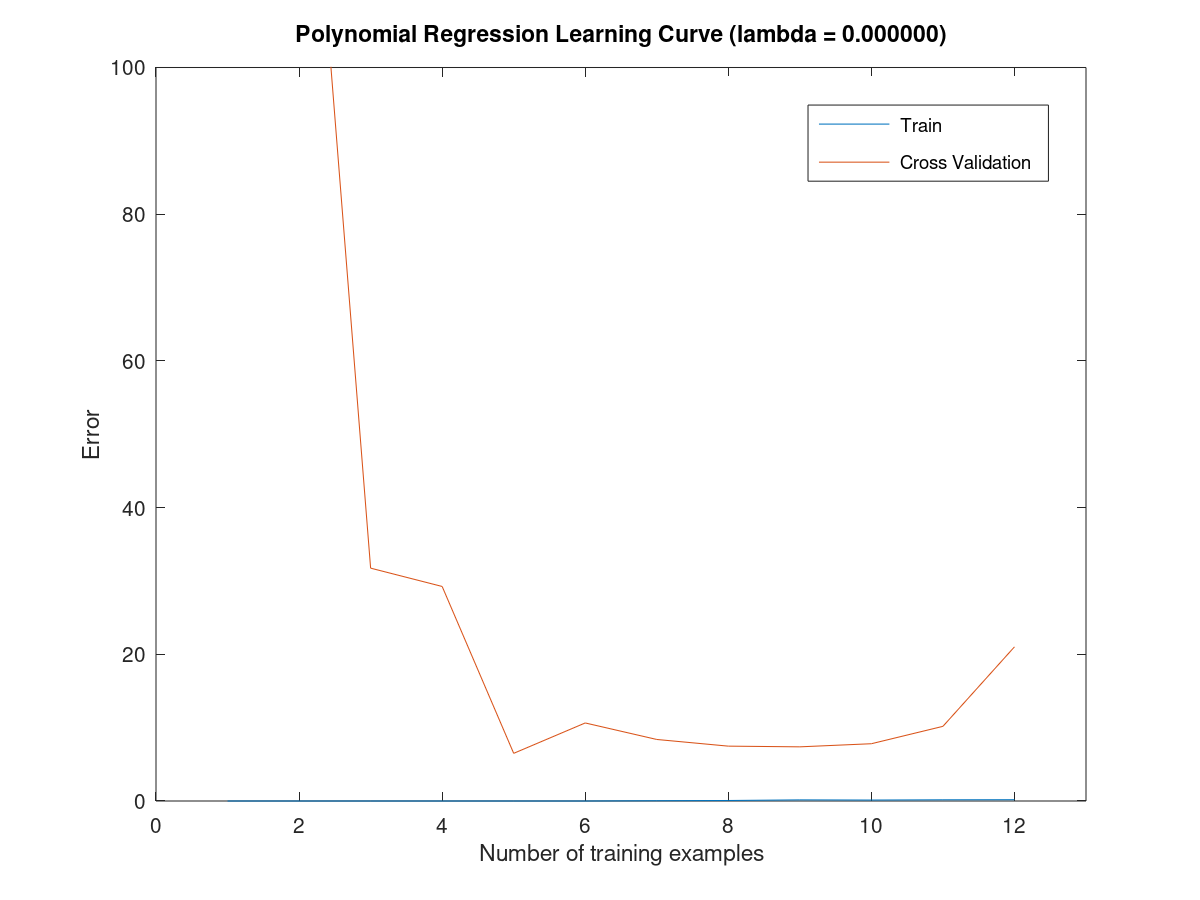 Polynomial Regression Learning Curve (lambda = 0.000000)
100
80
60
40
20
0
Error
Train
Cross Validation
0 2 4 6 8 10 12
Number of training examples